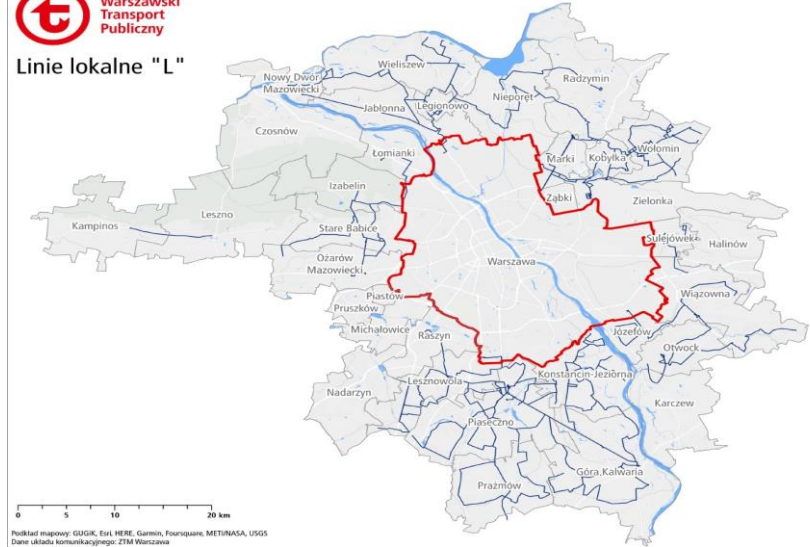 Warszawski
Transport
Publiczny
Linie lokalne "L"
Wieliszew
Nowy Dwór
Mazowiecki
Radzymin
Legionowo
Nieporęt
Jabłonna
Czosnów
Wołomin
Łomianki
Marki
Kobyłka
Izabelin
Ząbki
Zielonka
Leszno
Kampinos
Stare Babice
Sulejówek
Halinów
Ożarów
Mazowiecki
Warszawa
Wiązowna
Piastów
Pruszków
Michałowice
Raszyn
Józefów
Otwock
Konstancin-Jeziorna
Lesznowola
Nadarzyn
Karczew
Piaseczno
Góra Kalwaria
Prażmów
0 5 10 20 km
Podkład mapowy: GUGIK, Esri, HERE, Garmin, Foursquare, METI/NASA, USGS
Dane układu komunikacyjnego: ZTM Warszawa